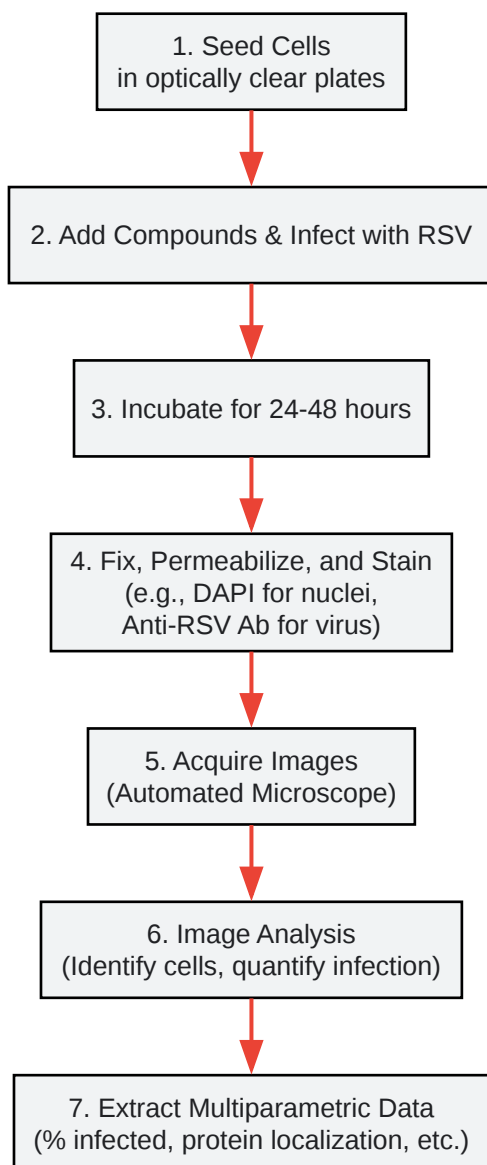 1. Seed Cells
in optically clear plates
2. Add Compounds & Infect with RSV
3. Incubate for 24-48 hours
4. Fix, Permeabilize, and Stain
(e.g., DAPI for nuclei,
Anti-RSV Ab for virus)
5. Acquire Images
(Automated Microscope)
6. Image Analysis
(Identify cells, quantify infection)
7. Extract Multiparametric Data
(% infected, protein localization, etc.)